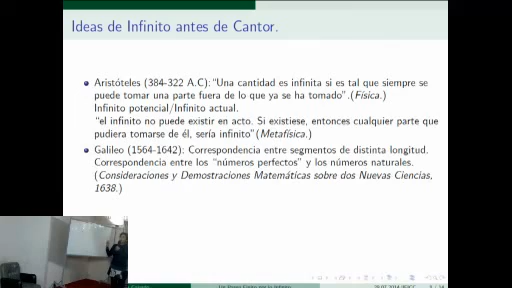 Ideas de Infinito antes de Cantor.
Aristóteles (384-322 A.C):"Una cantidad es infinita si es tal que siempre se
puede tomar una parte fuera de lo que ya se ha tomado".(Física.)
Infinito potencial/Infinito actual.
"el infinito no puede existir en acto. Si existiese, entonces cualquier parte que
pudiera tomarse de él, sería infinito"(Metafísica.)
Galileo (1564-1642): Correspondencia entre segmentos de distinta longitud.
Correspondencia entre los "números perfectos" y los números naturales.
(Consideraciones y Demostraciones Matemáticas sobre dos Nuevas Ciencias,
1638.)